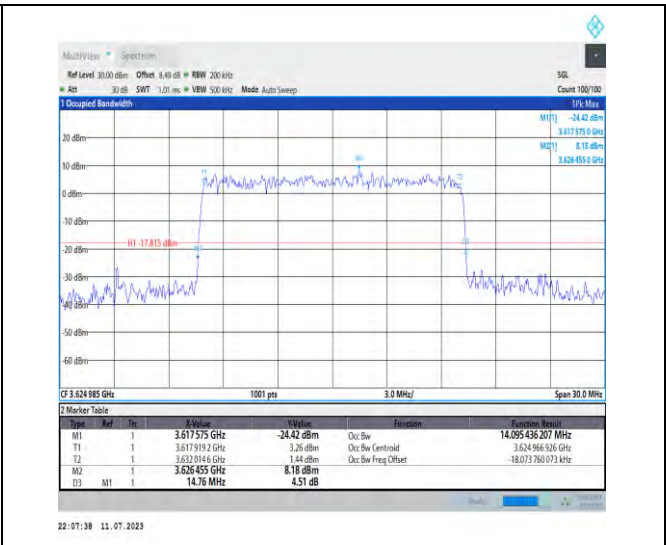 MultiView Spectrum
Ref Level 30.00 dBm Offset 8.49 dB RBW 200 kHz SGL
Att 30 dB SWT 1.01 ms VBW 500 kHz Mode Auto Sweep Count 100/100
1 Occupied Bandwidth 1Pk Max
M1[1] -24.42 dBm
3.617 575 0 GHz
M2[1] 8.18 dBm
3.626 455 0 GHz
20 dBm
10 dBm
0 dBm
-10 dBm
H1 -17.815 dBm
-20 dBm
-30 dBm
-40 dBm
-50 dBm
-60 dBm
CF 3.624 985 GHz 1001 pts 3.0 MHz/ Span 30.0 MHz
2 Marker Table
Type Ref Trc X-Value Y-Value Function Function Result
M1 1 3.617 575 GHz -24.42 dBm Occ Bw 14.095 436 207 MHz
T1 1 3.617 919 2 GHz 3.26 dBm Occ Bw Centroid 3.624 966 926 GHz
T2 1 3.632 014 6 GHz 1.44 dBm Occ Bw Freq Offset -18.073 760 073 kHz
M2 1 3.626 455 GHz 8.18 dBm
D3 M1 1 14.76 MHz 4.51 dB
22:07:38 11.07.2023